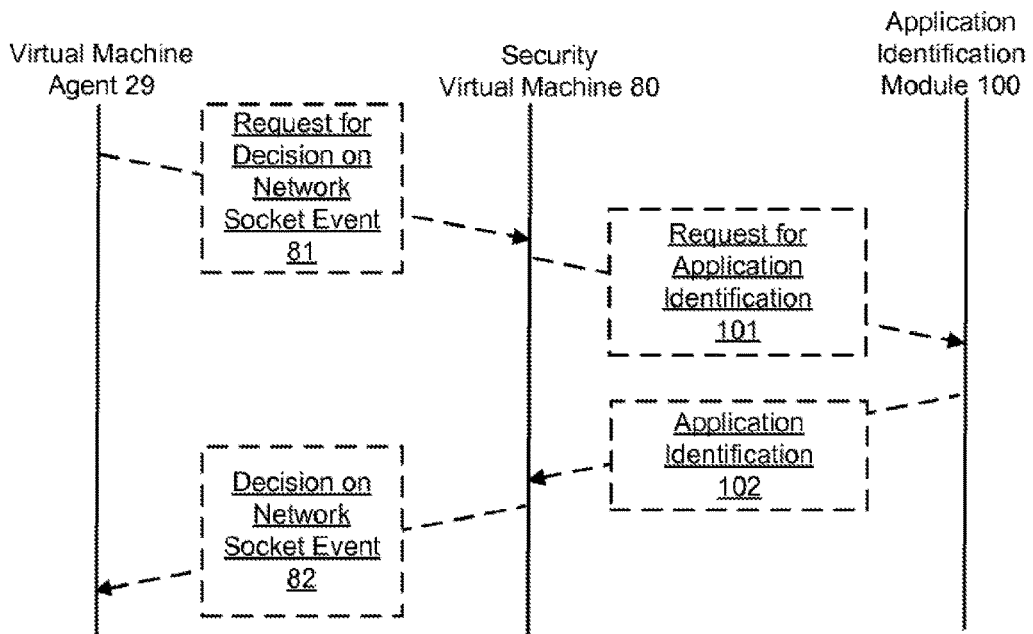 Virtual Machine
Agent 29
Security
Virtual Machine 80
Application
Identification
Module 100
Request for
Decision on
Network
Socket Event
81
Request for
Application
Identification
101
Application
Identification
102
Decision on
Network
Socket Event
82